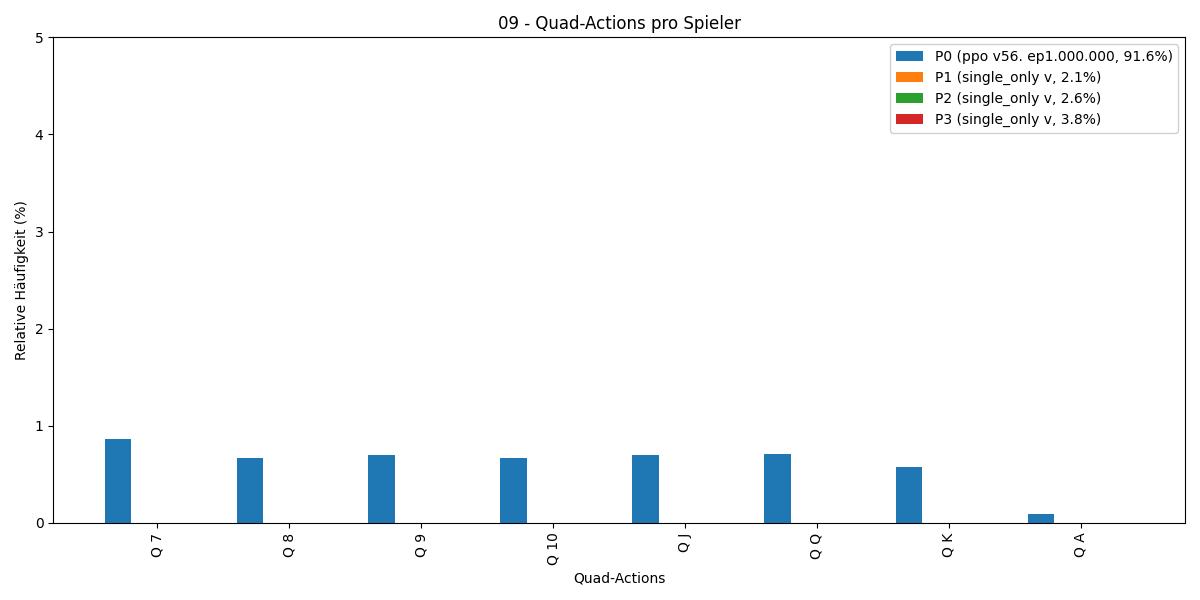 09 - Quad-Actions pro Spieler
P0 (ppo v56. ep1.000.000, 91.6%)
P1 (single_only v, 2.1%)
P2 (single_only v, 2.6%)
P3 (single_only v, 3.8%)
Relative Häufigkeit (%)
5
4
3
2
1
0
Q 7
Q 8
Q 9
Q 10
Q J
Q Q
Q K
Q A
Quad-Actions